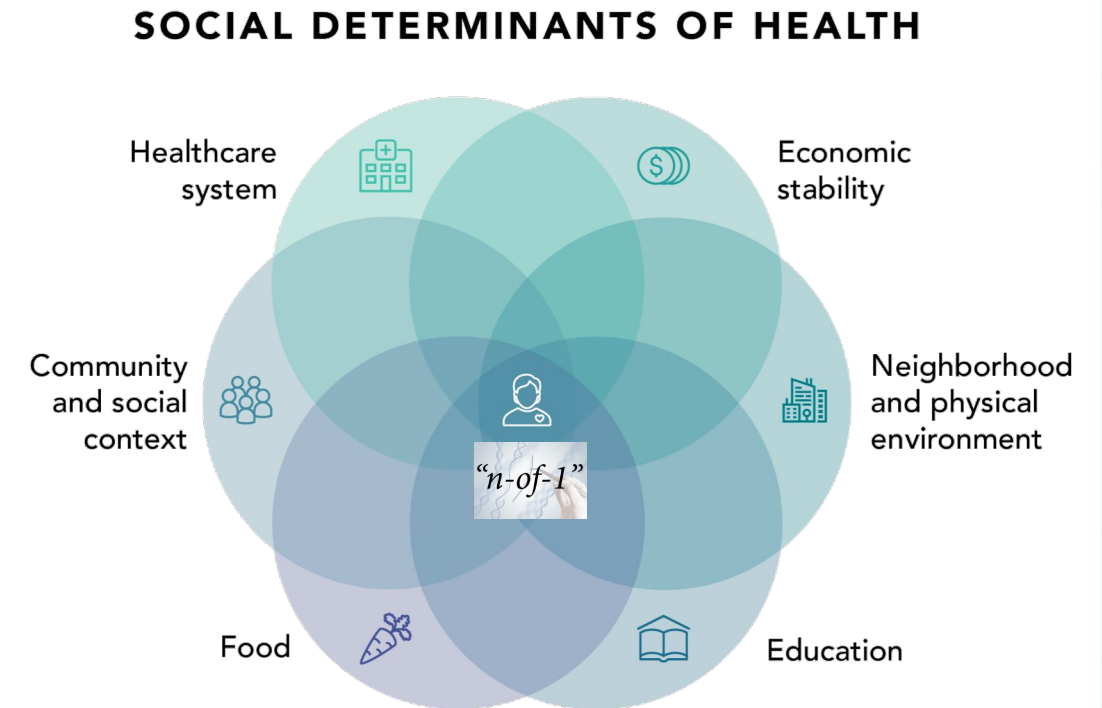 SOCIAL DETERMINANTS OF HEALTH
Healthcare
system
Economic
stability
Community
and social
context
Neighborhood
and physical
environment
“n-of-1”
Food
Education